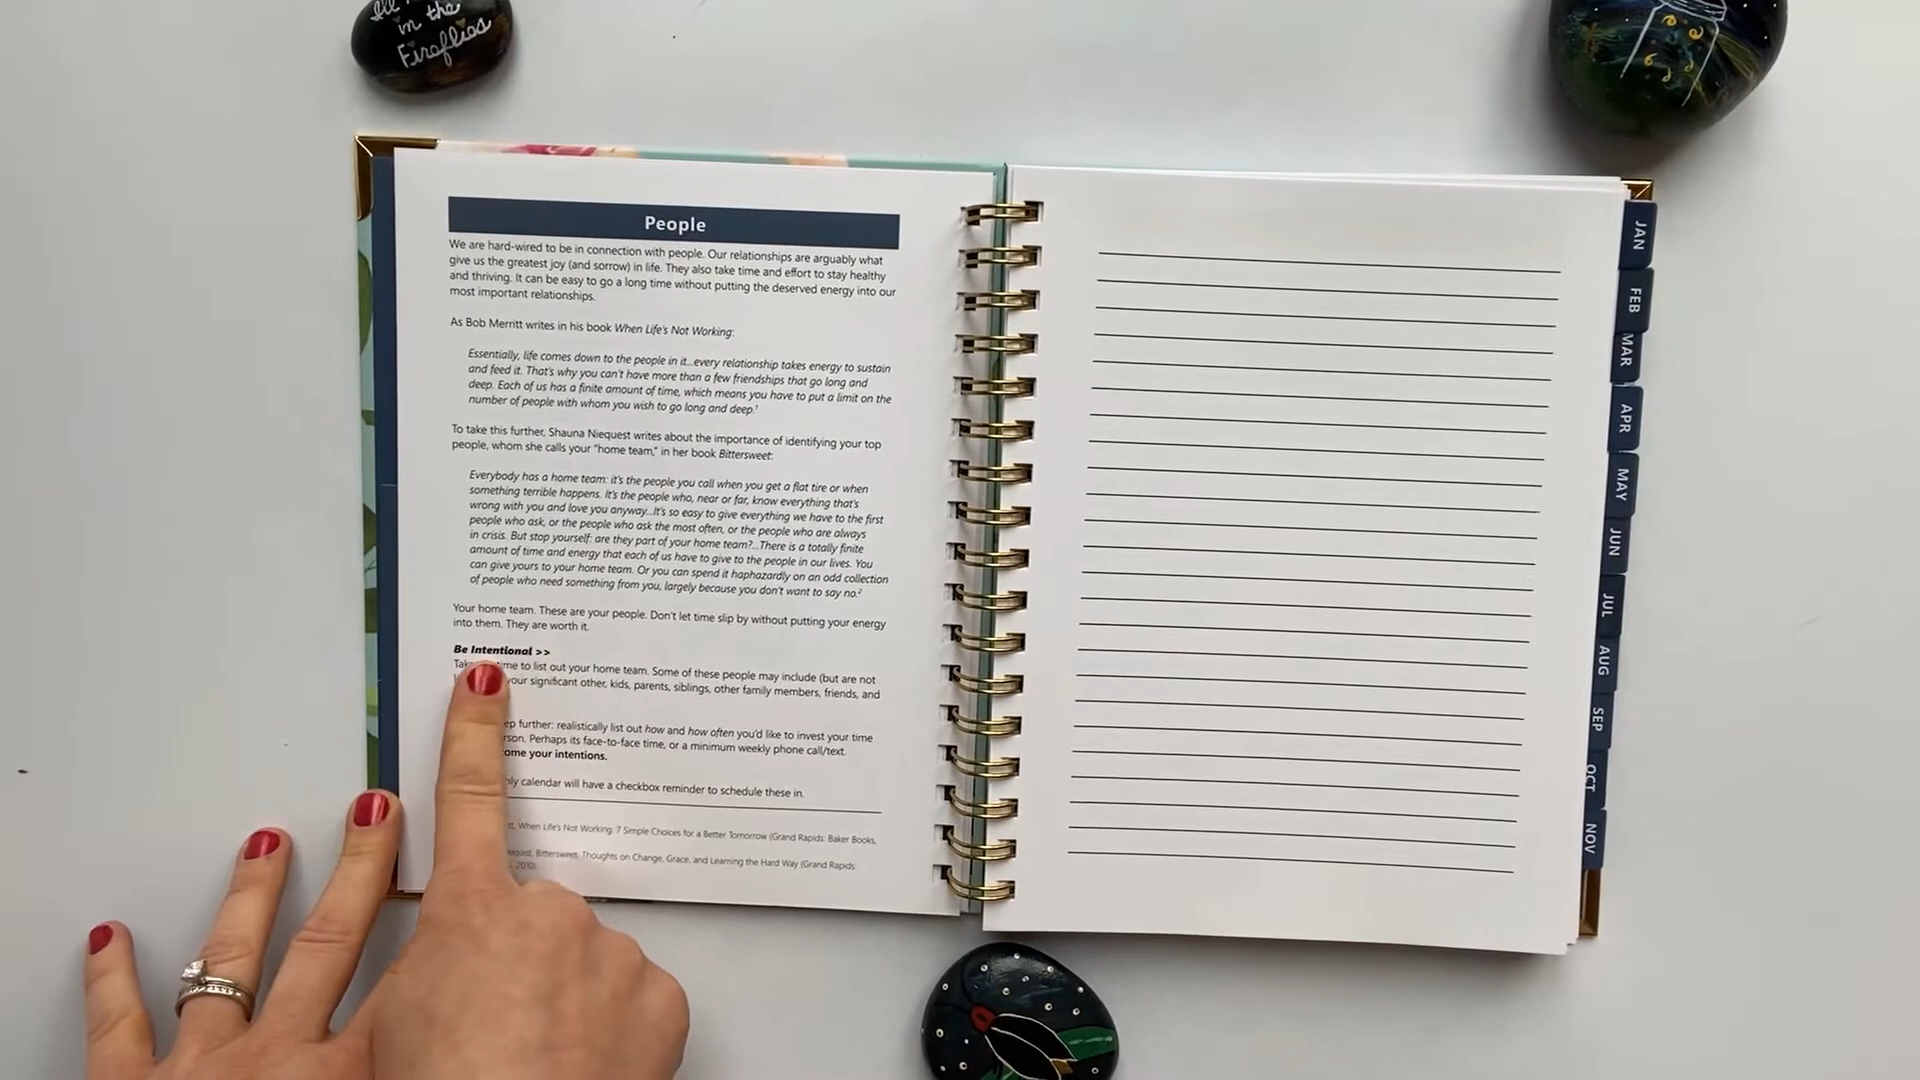 in the
Fireflies
People
We are hard-wired to be in connection with people. Our relationships are arguably what
give us the greatest joy (and sorrow) in life. They also take time and effort to stay healthy
and thriving. It can be easy to go a long time without putting the deserved energy into our
most important relationships.
As Bob Merritt writes in his book When Life's Not Working:
Essentially, life comes down to the people in it...every relationship takes energy to sustain
and feed it. That's why you can't have more than a few friendships that go long and
deep. Each of us has a finite amount of time, which means you have to put a limit on the
number of people with whom you wish to go long and deep.¹
To take this further, Shauna Niequest writes about the importance of identifying your top
people, whom she calls your "home team," in her book Bittersweet:
Everybody has a home team: it's the people you call when you get a flat tire or when
something terrible happens. It's the people who, near or far, know everything that's
wrong with you and love you anyway...It's so easy to give everything we have to the first
people who ask, or the people who ask the most often, or the people who are always
in crisis. But stop yourself: are they part of your home team?...There is a totally finite
amount of time and energy that each of us have to give to the people in our lives. You
can give yours to your home team. Or you can spend it haphazardly on an odd collection
of people who need something from you, largely because you don't want to say no.²
Your home team. These are your people. Don't let time slip by without putting your energy
into them. They are worth it.
Be Intentional >>
time to list out your home team. Some of these people may include (but are not
your significant other, kids, parents, siblings, other family members, friends, and
further: realistically list out how and how often you'd like to invest your time
Perhaps its face-to-face time, or a minimum weekly phone call/text.
your intentions.
calendar will have a checkbox reminder to schedule these in.
When Life's Not Working: 7 Simple Choices for a Better Tomorrow (Grand Rapids: Baker Books,
Bittersweet: Thoughts on Change, Grace, and Learning the Hard Way (Grand Rapids:
2010)
JAN
FEB
MAR
APR
MAY
JUN
JUL
AUG
SEP
OCT
NOV